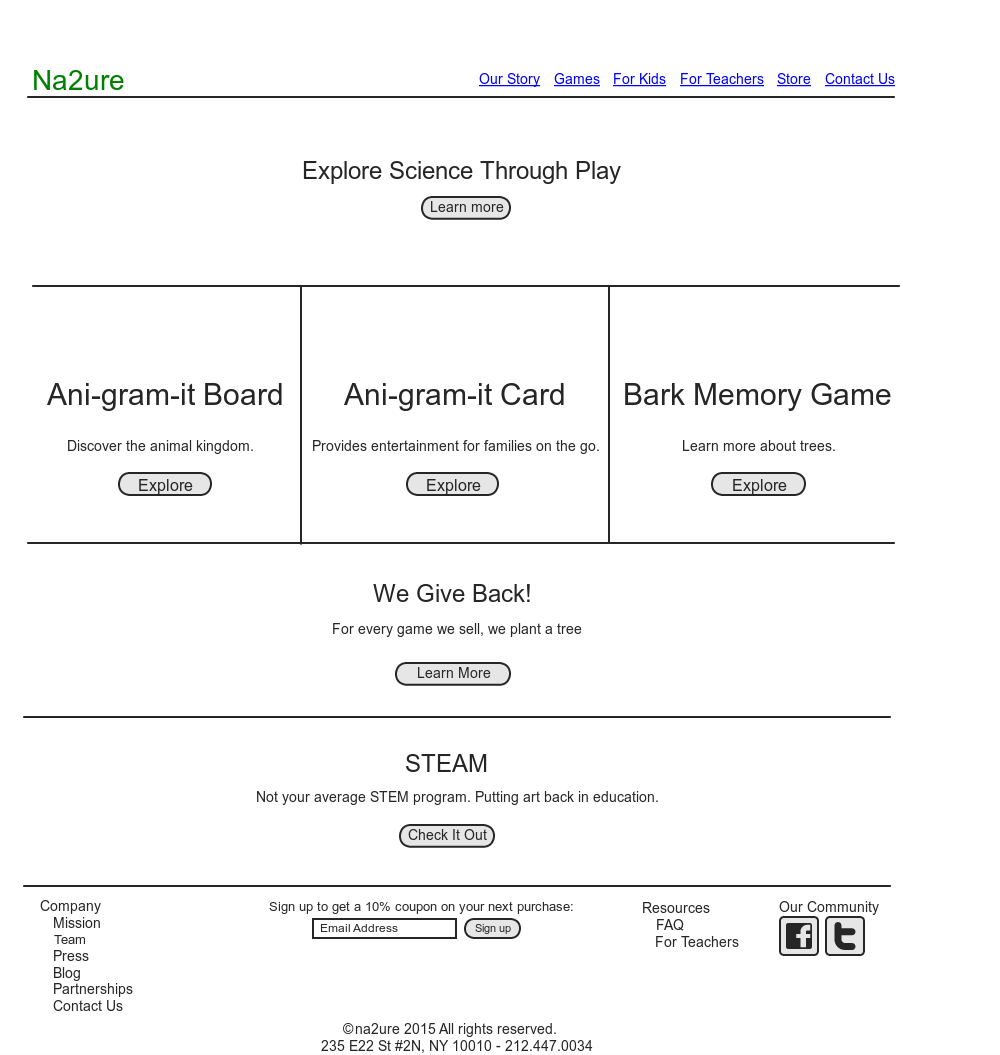 Na2ure
Our Story Games For Kids For Teachers Store Contact Us
Explore Science Through Play
Learn more
Ani-gram-it Board
Discover the animal kingdom.
Explore
Ani-gram-it Card
Provides entertainment for families on the go.
Explore
Bark Memory Game
Learn more about trees.
Explore
We Give Back!
For every game we sell, we plant a tree
Learn More
STEAM
Not your average STEM program. Putting art back in education.
Check It Out
Company
Mission
Team
Press
Blog
Partnerships
Contact Us
Sign up to get a 10% coupon on your next purchase:
Email Address Sign up
Resources
FAQ
For Teachers
Our Community
©na2ure 2015 All rights reserved.
235 E22 St #2N, NY 10010 - 212.447.0034